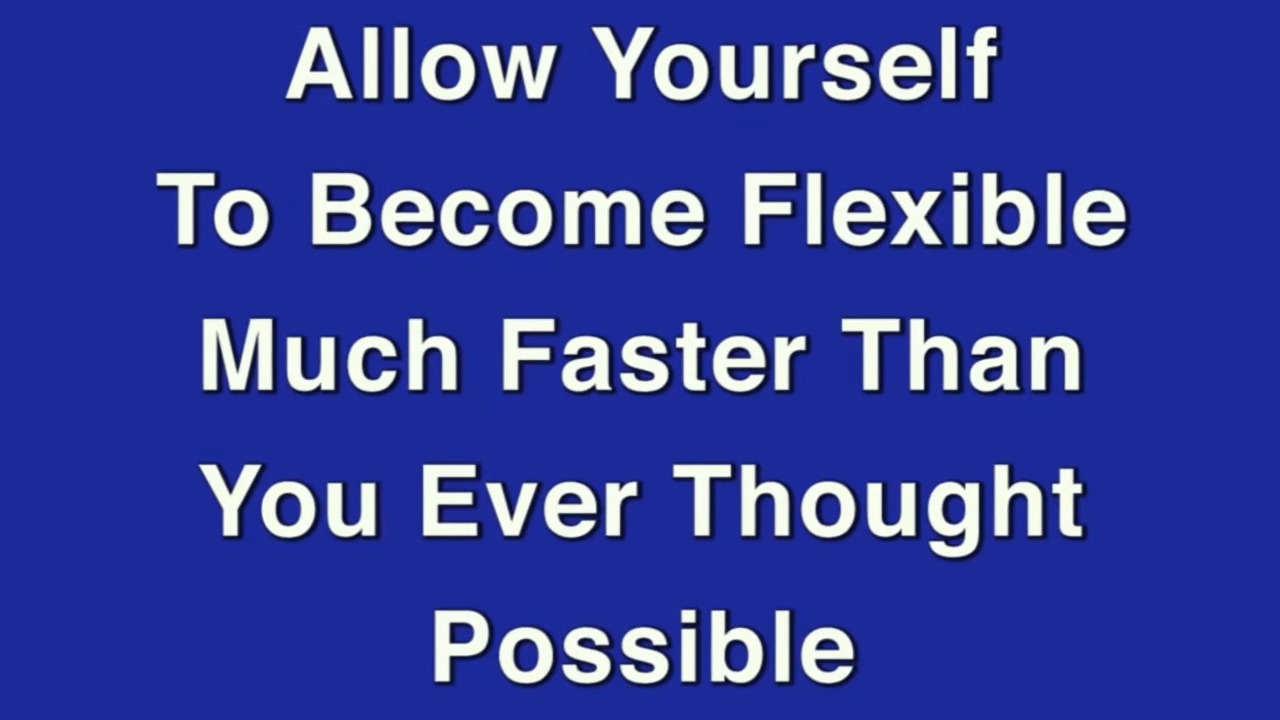 Allow Yourself
To Become Flexible
Much Faster Than
You Ever Thought
Possible